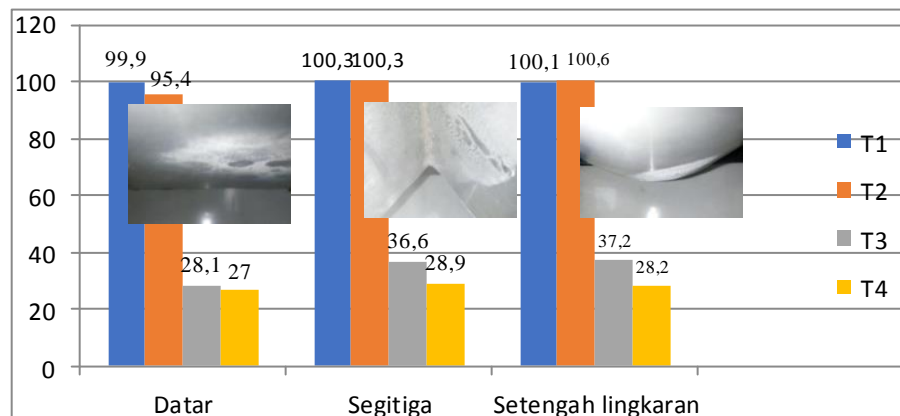 120
99,9
95,4
100,3
100,3
100,1
100,6
100
80
T1
T2
60
T3
40
28,1
27
36,6
28,9
37,2
28,2
T4
20
0
Datar
Segitiga
Setengah lingkaran